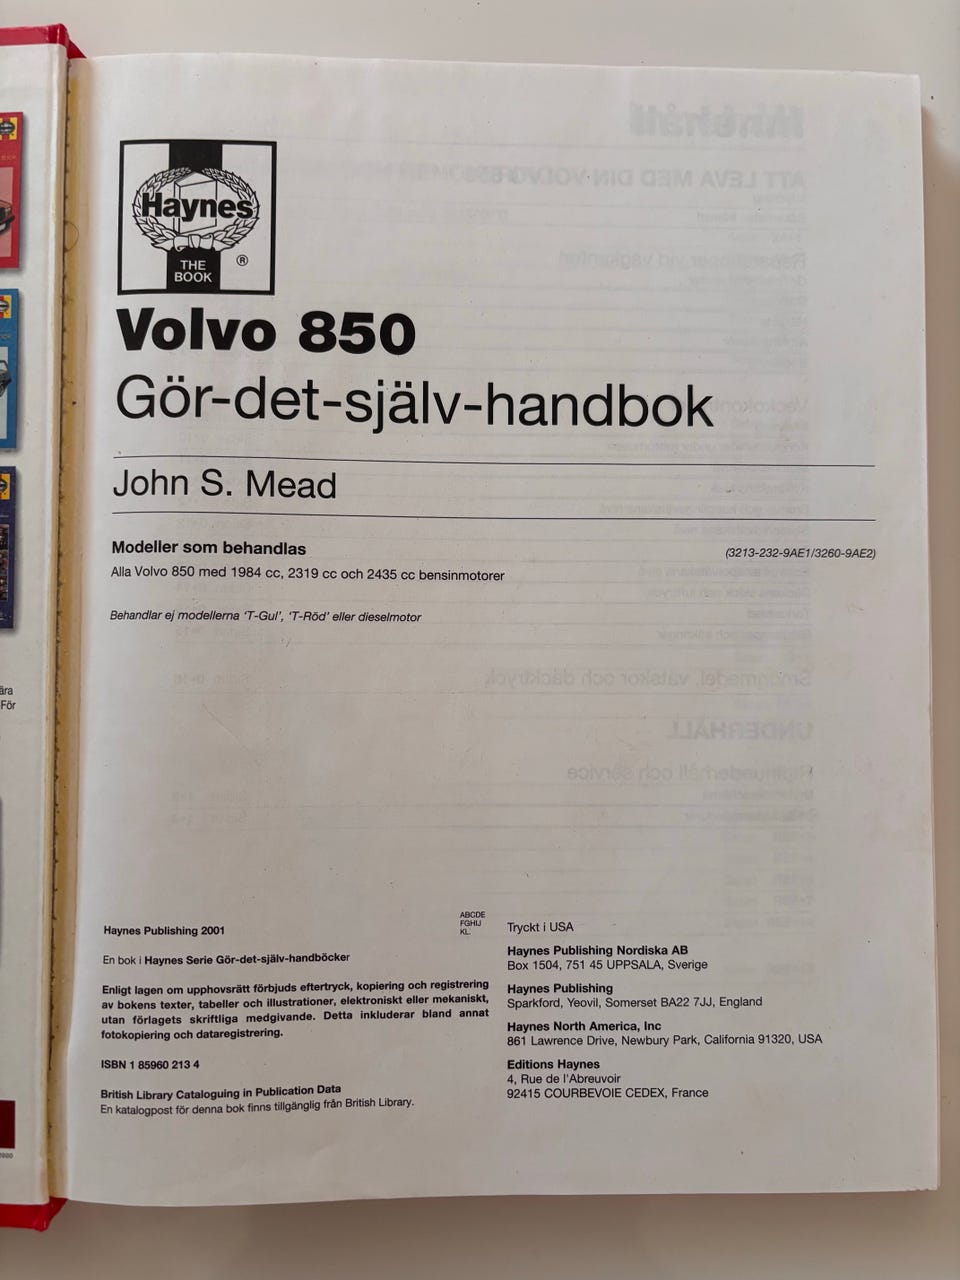 Haynes
THE
BOOK
®
Volvo 850
Gör-det-själv-handbok
John S. Mead
Modeller som behandlas
(3213-232-9AE1/3260-9AE2)
Alla Volvo 850 med 1984 cc, 2319 cc och 2435 cc bensinmotorer
Behandlar ej modellerna 'T-Gul', 'T-Röd' eller dieselmotor
ära
För
Haynes Publishing 2001
En bok i Haynes Serie Gör-det-själv-handböcker
Enligt lagen om upphovsrätt förbjuds eftertryck, kopiering och registrering
av bokens texter, tabeller och illustrationer, elektroniskt eller mekaniskt,
utan förlagets skriftliga medgivande. Detta inkluderar bland annat
fotokopiering och dataregistrering.
ISBN 1 85960 213 4
British Library Cataloguing in Publication Data
En katalogpost för denna bok finns tillgänglig från British Library.
ABCDE
FGHIJ
KL
Tryckt i USA
Haynes Publishing Nordiska AB
Box 1504, 751 45 UPPSALA, Sverige
Haynes Publishing
Sparkford, Yeovil, Somerset BA22 7JJ, England
Haynes North America, Inc
861 Lawrence Drive, Newbury Park, California 91320, USA
Editions Haynes
4, Rue de l'Abreuvoir
92415 COURBEVOIE CEDEX, France